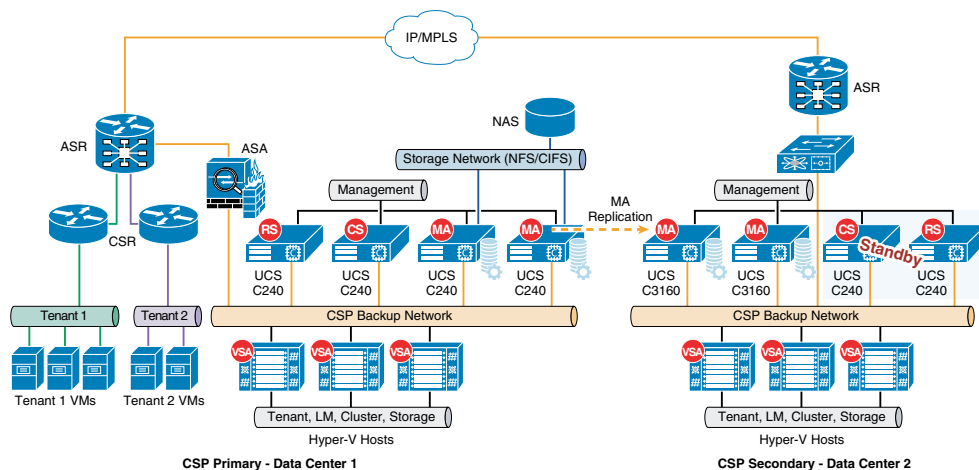 IP/MPLS
ASR
ASR
ASA
NAS
Storage Network (NFS/CIFS)
Management
Management
MA
Replication
CSR
RS
CS
MA
MA
MA
MA
CS
RS
Standby
UCS
C240
UCS
C240
UCS
C240
UCS
C240
UCS
C3160
UCS
C3160
UCS
C240
UCS
C240
Tenant 1
Tenant 2
CSP Backup Network
CSP Backup Network
VSA
VSA
VSA
VSA
VSA
VSA
Tenant 1 VMs
Tenant 2 VMs
Tenant, LM, Cluster, Storage
Tenant, LM, Cluster, Storage
Hyper-V Hosts
Hyper-V Hosts
CSP Primary - Data Center 1
CSP Secondary - Data Center 2